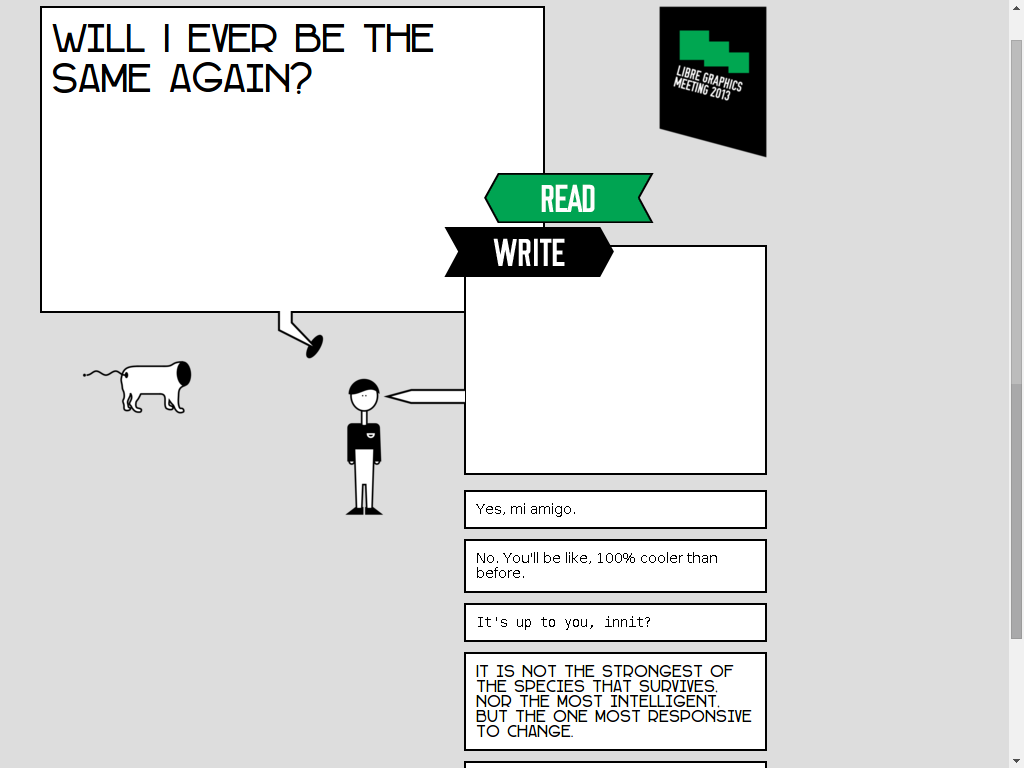 WILL I EVER BE THE
SAME AGAIN?
LIBRE GRAPHICS
MEETING 2013
READ
WRITE
Yes, mi amigo.
No. You'll be like, 100% cooler than
before.
It's up to you, innit?
IT IS NOT THE STRONGEST OF
THE SPECIES THAT SURVIVES.
NOR THE MOST INTELLIGENT.
BUT THE ONE MOST RESPONSIVE
TO CHANGE.